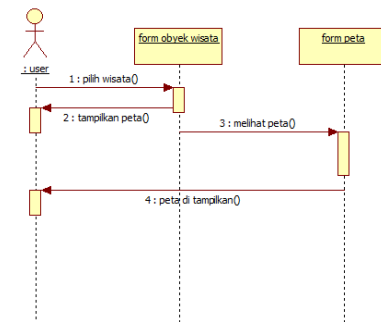 form obyek wisata
form peta
: user
1 : pilih wisata()
2 : tampilkan peta()
3 : melihat peta()
4 : peta di tampilkan()